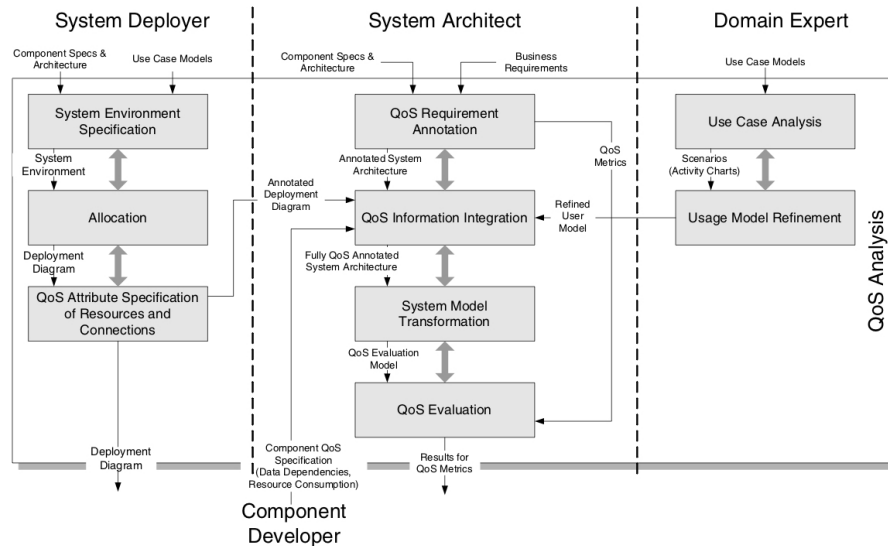 System Deployer
System Architect
Domain Expert
Component Specs &
Architecture
Use Case Models
Component Specs &
Architecture
Business
Requirements
Use Case Models
System Environment
Specification
QoS Requirement
Annotation
Use Case Analysis
System
Environment
Annotated System
Architecture
QoS
Metrics
Scenarios
(Activity Charts)
Annotated
Deployment
Diagram
Allocation
QoS Information Integration
Refined
User
Model
Usage Model Refinement
QoS Analysis
Deployment
Diagram
Fully QoS Annotated
System Architecture
QoS Attribute Specification
of Resources and
Connections
System Model
Transformation
QoS Evaluation
Model
QoS Evaluation
Deployment
Diagram
Component QoS
Specification
(Data Dependencies,
Resource Consumption)
Results for
QoS Metrics
Component
Developer